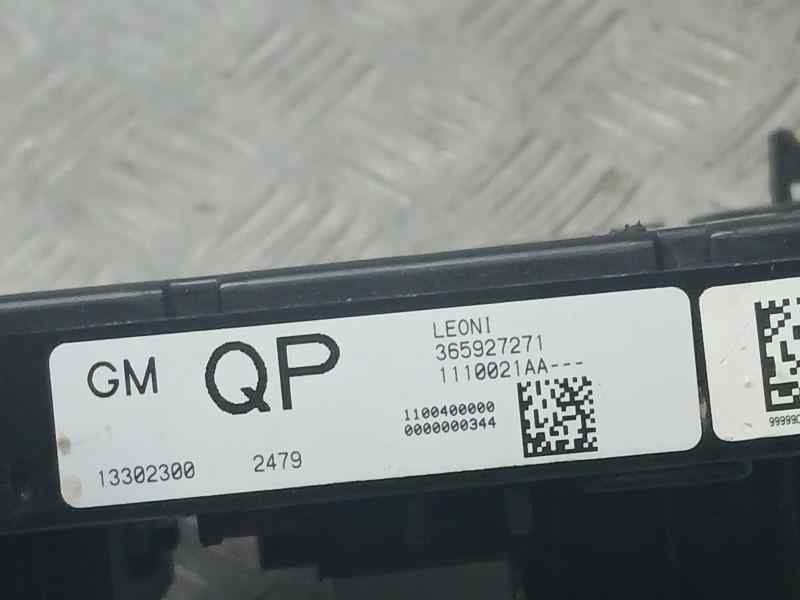 GM QP
LEONI
365927271
1110021AA---
1100400000
0000000344
13302300 2479